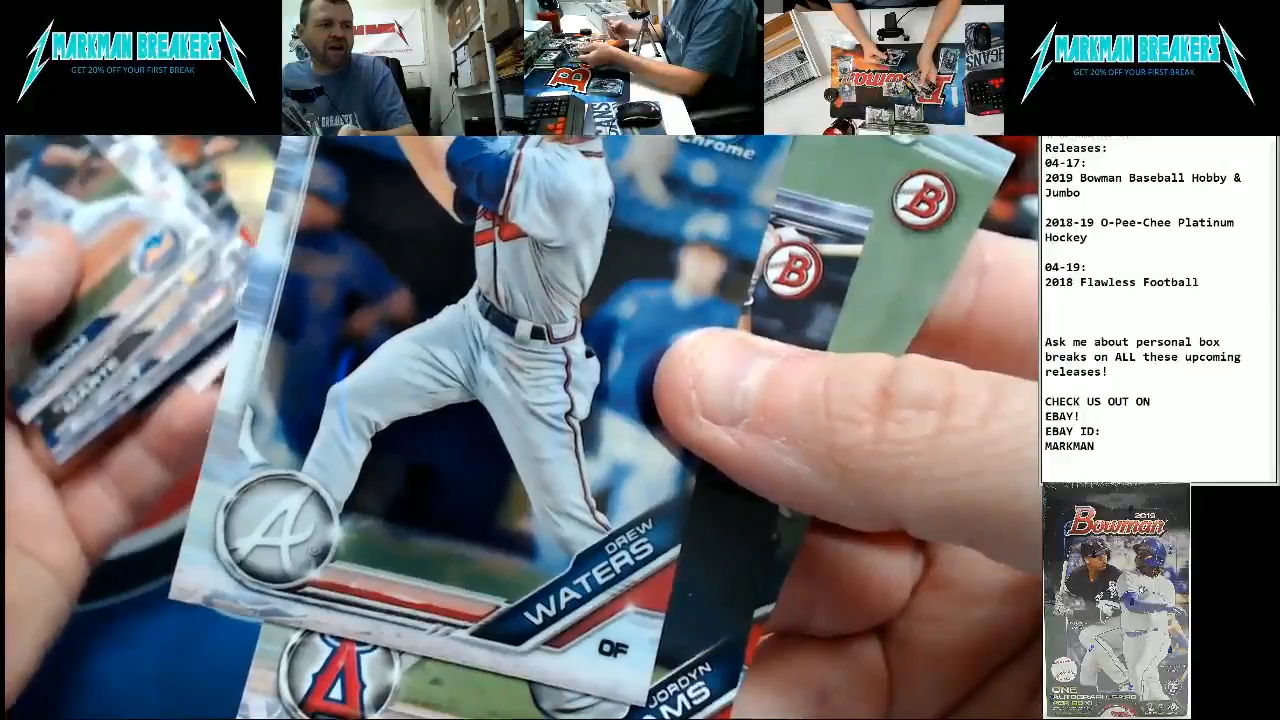 MARKMAN BREAKERS
GET 20% OFF YOUR FIRST BREAK
MARKMAN BREAKERS
GET 20% OFF YOUR FIRST BREAK
Releases:
04-17:
2019 Bowman Baseball Hobby &
Jumbo
2018-19 O-Pee-Chee Platinum
Hockey
04-19:
2018 Flawless Football
Ask me about personal box
breaks on ALL these upcoming
releases!
CHECK US OUT ON
EBAY!
EBAY ID:
MARKMAN
Chrome
B
B
A
DREW
WATERS
OF
A
JORDYN
2019
Bowman
ONE